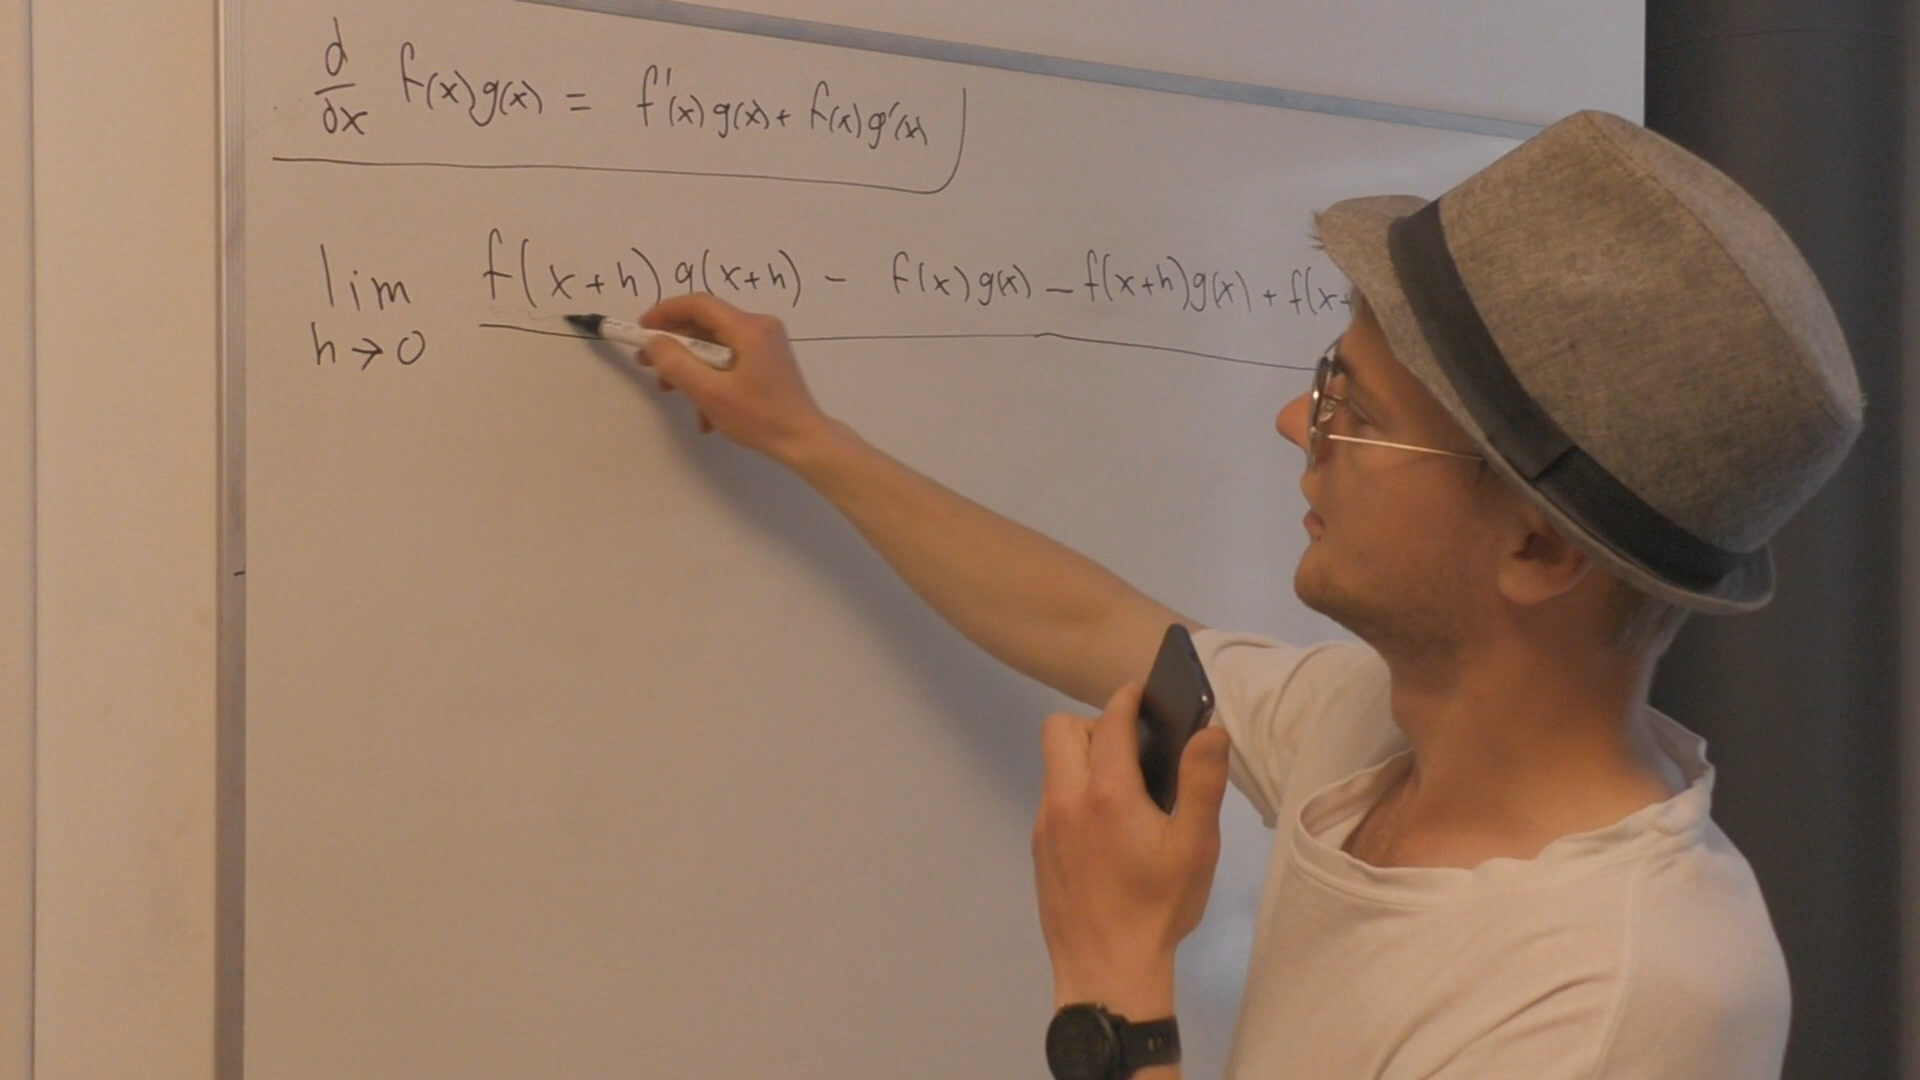 d/dx f(x)g(x) = f'(x)g(x) + f(x)g'(x)
lim h→0 f(x+h)g(x+h) - f(x)g(x) - f(x+h)g(x) + f(x+